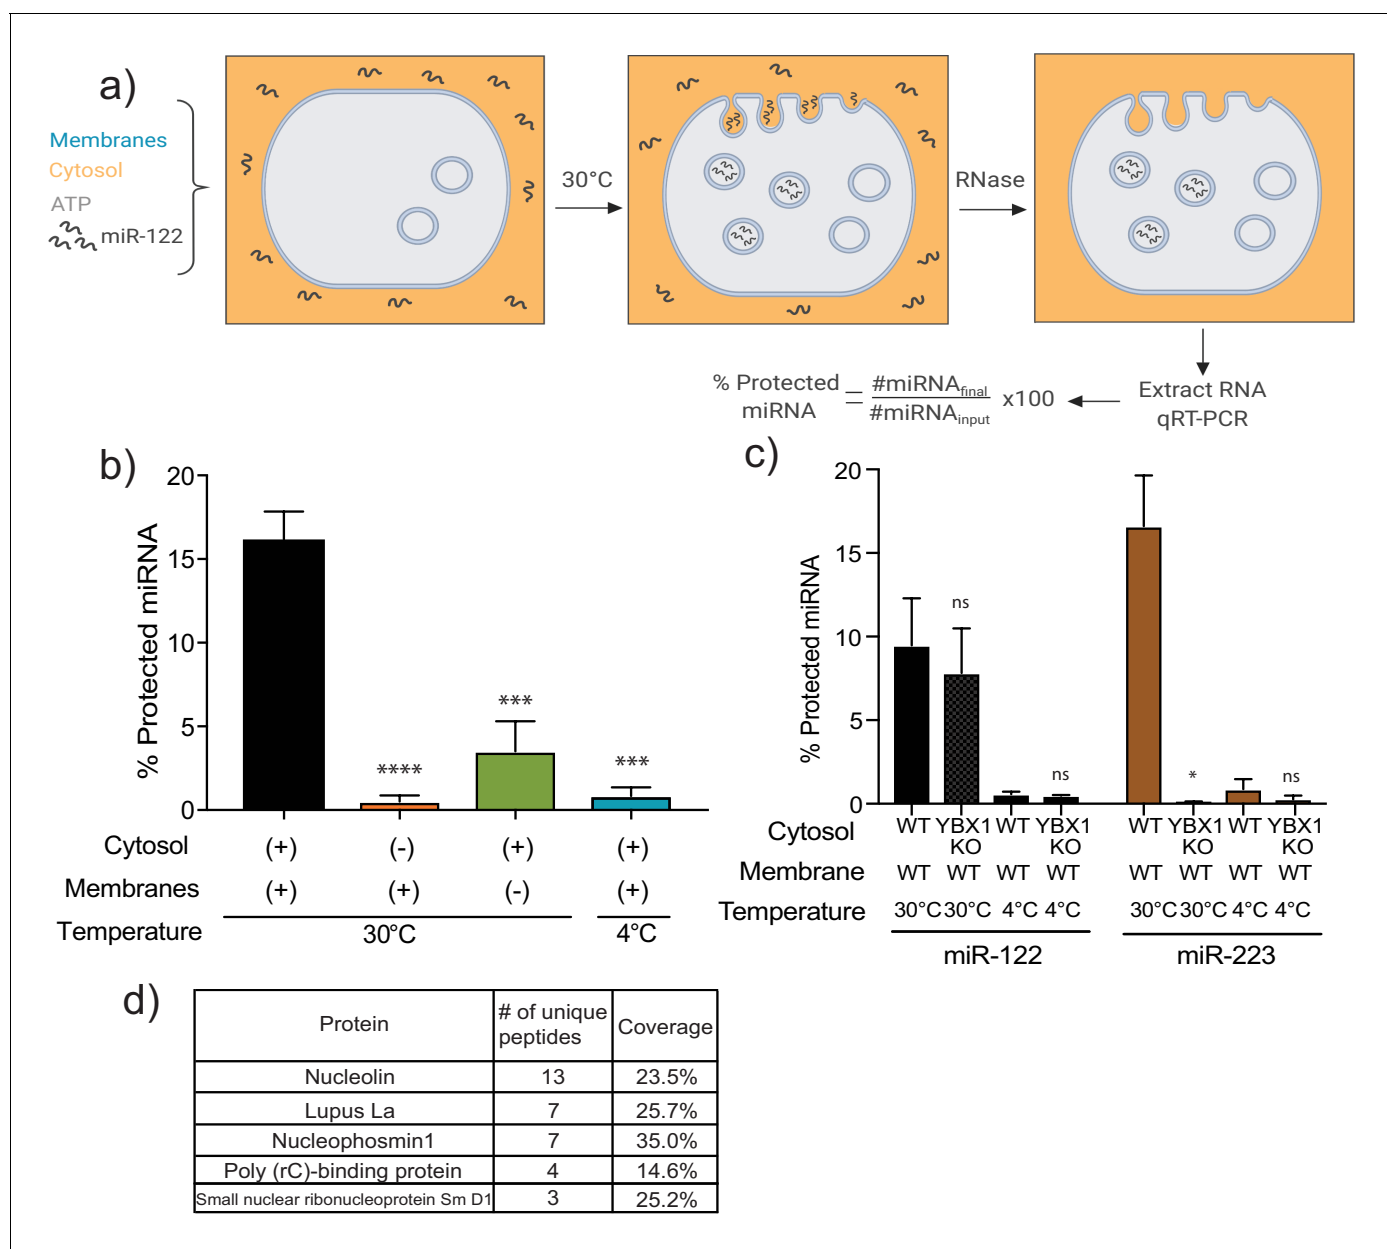 a)
Membranes
Cytosol
ATP
miR-122
30°C
RNase
Extract RNA
qRT-PCR
% Protected miRNA = #miRNAfinal / #miRNAinput x100
b)
% Protected miRNA
20
15
10
5
0
****
***
***
Cytosol (+) (-) (+) (+)
Membranes (+) (+) (-) (+)
Temperature 30°C 4°C
c)
% Protected miRNA
20
15
10
5
0
ns
ns
*
ns
Cytosol WT YBX1 KO WT YBX1 KO WT YBX1 KO WT YBX1 KO
Membrane WT WT WT WT WT WT WT WT
Temperature 30°C 30°C 4°C 4°C 30°C 30°C 4°C 4°C
miR-122 miR-223
d)
Protein # of unique peptides Coverage
Nucleolin 13 23.5%
Lupus La 7 25.7%
Nucleophosmin1 7 35.0%
Poly (rC)-binding protein 4 14.6%
Small nuclear ribonucleoprotein Sm D1 3 25.2%